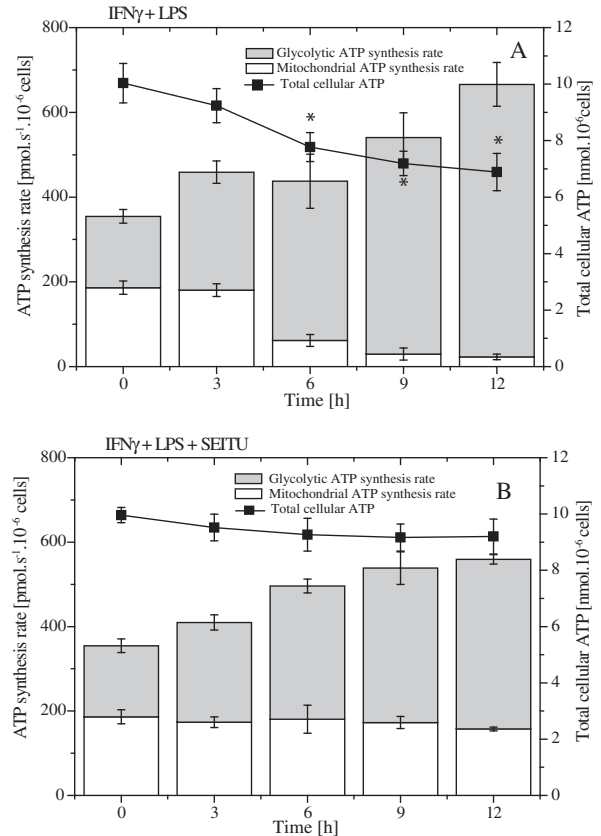 IFNγ + LPS
A
Glycolytic ATP synthesis rate
Mitochondrial ATP synthesis rate
Total cellular ATP
ATP synthesis rate [pmol.s⁻¹.10⁻⁶ cells]
800
600
400
200
0
*
*
*
12
10
8
6
4
2
0
Total cellular ATP [nmol.10⁻⁶cells]
0 3 6 9 12
Time [h]
IFNγ + LPS + SEITU
B
Glycolytic ATP synthesis rate
Mitochondrial ATP synthesis rate
Total cellular ATP
ATP synthesis rate [pmol.s⁻¹.10⁻⁶ cells]
800
600
400
200
0
12
10
8
6
4
2
0
Total cellular ATP [nmol.10⁻⁶ cells]
0 3 6 9 12
Time [h]